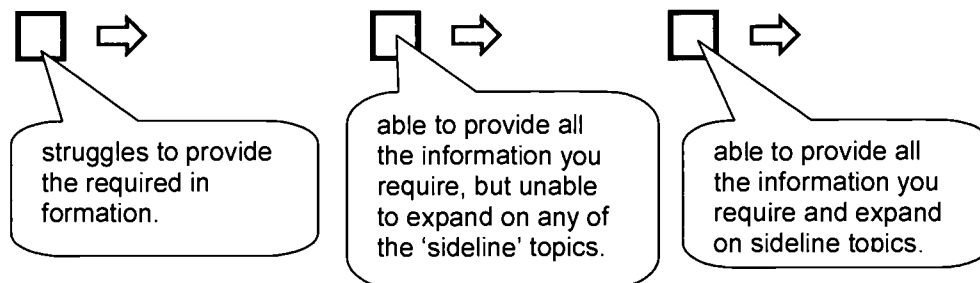 struggles to provide
the required in
formation.
able to provide all
the information you
require, but unable
to expand on any of
the ‘sideline’ topics.
able to provide all
the information you
require and expand
on sideline topics.